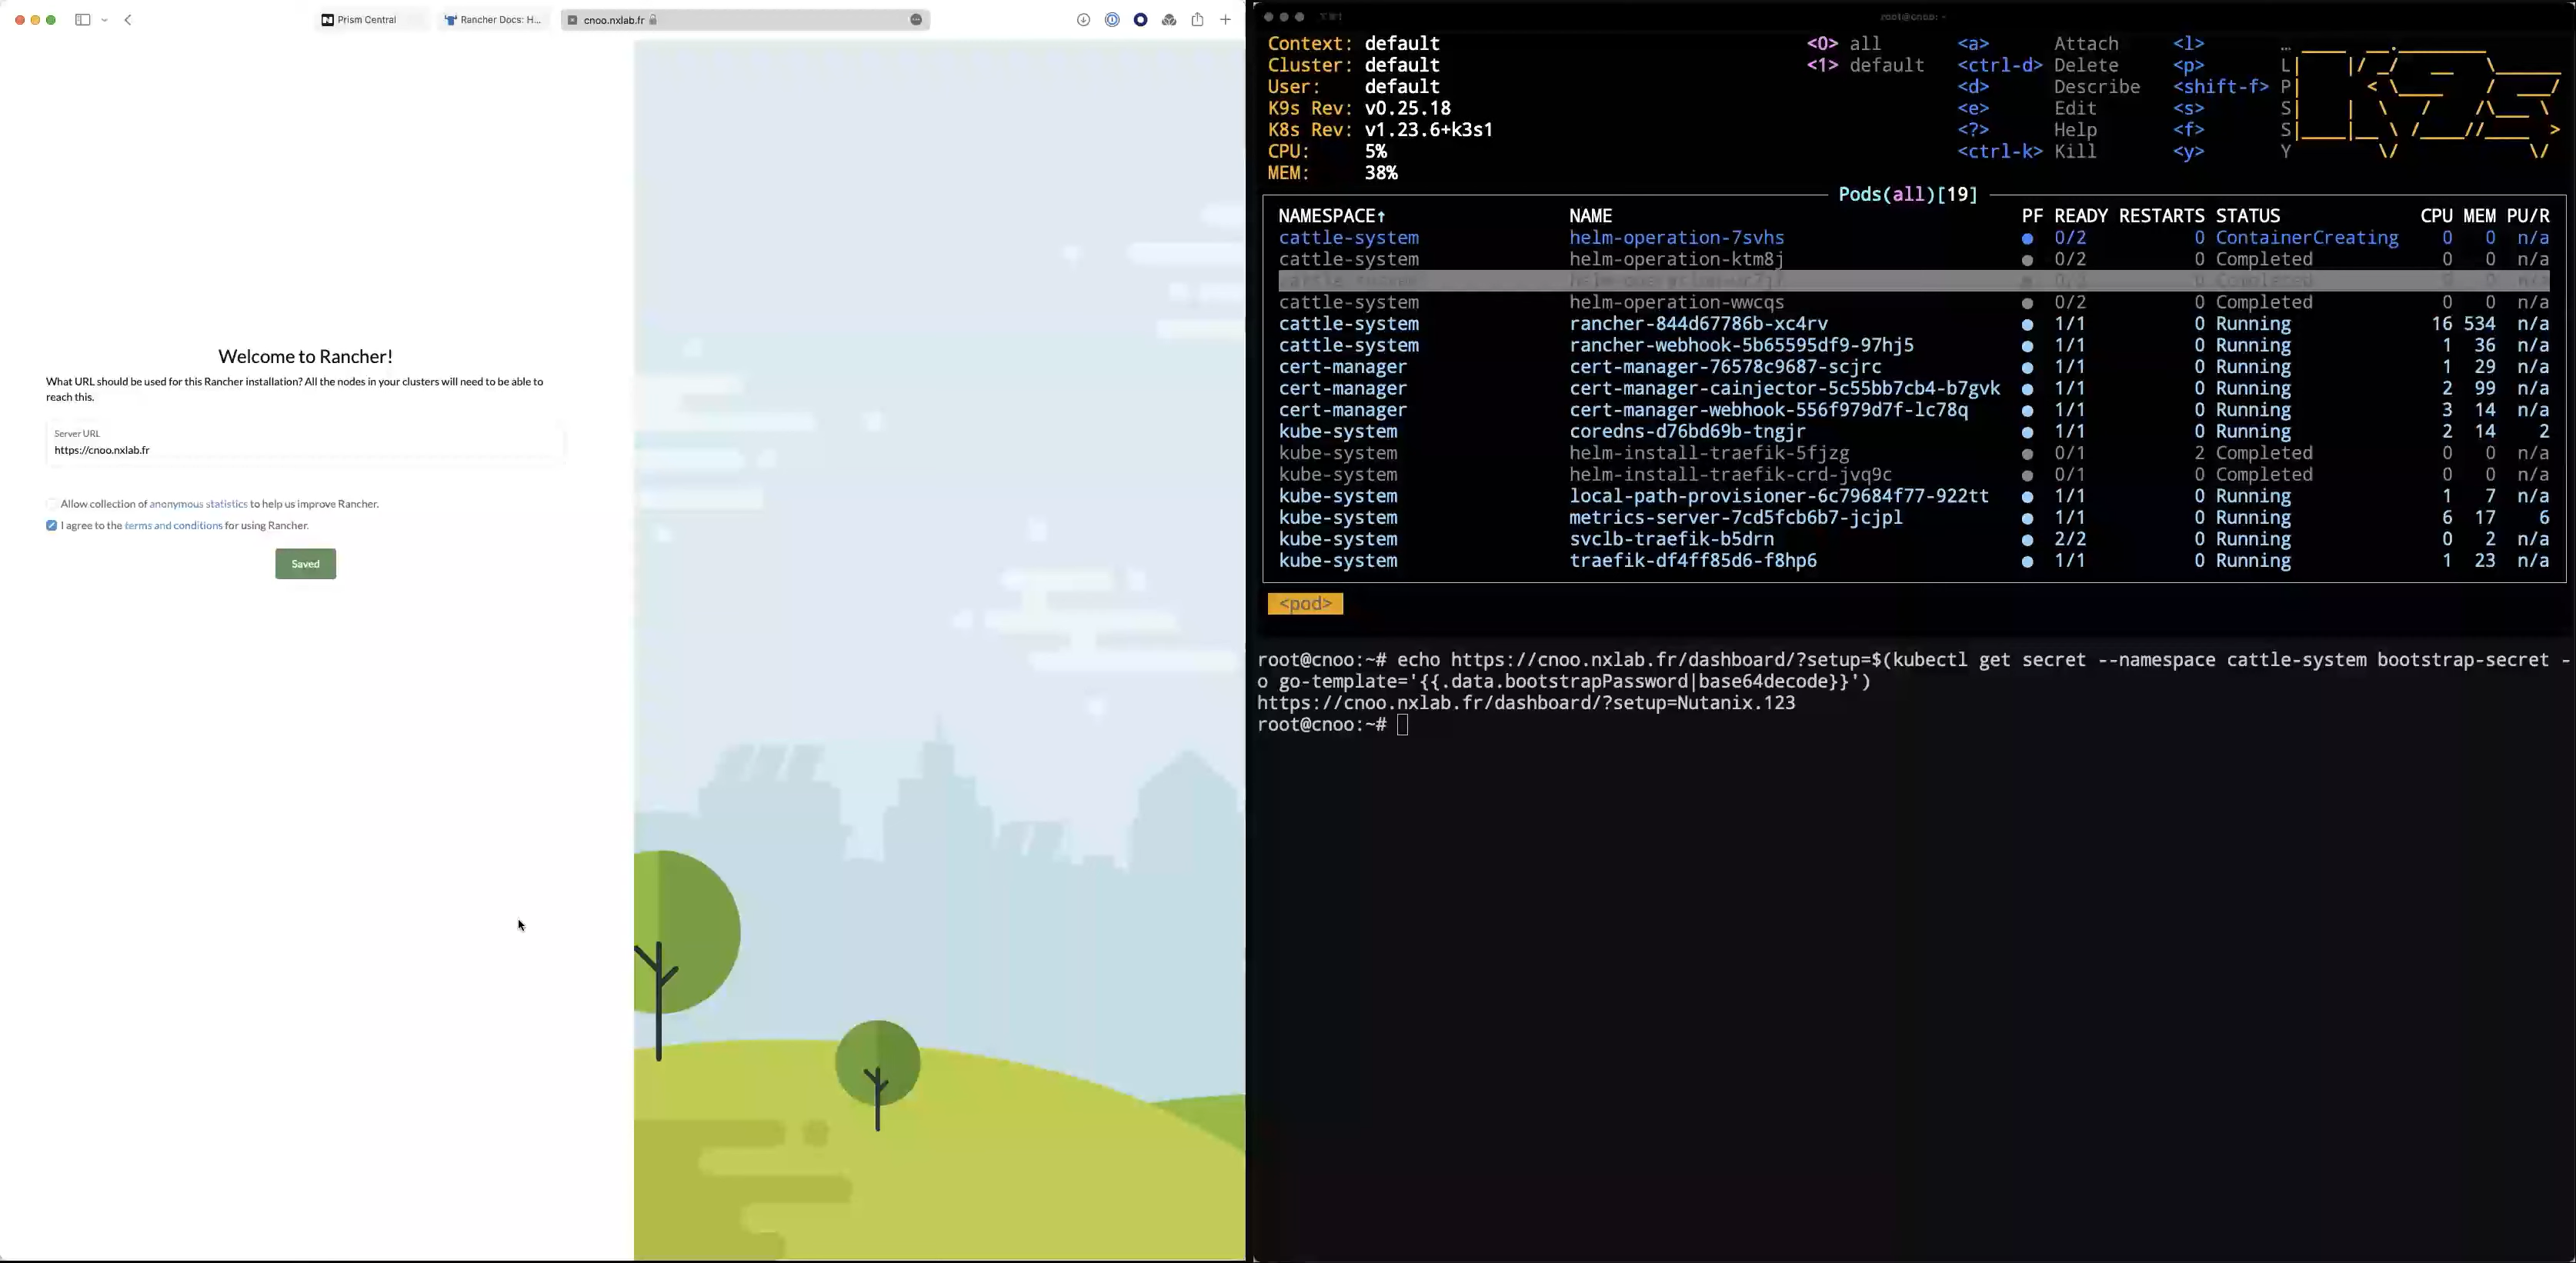 Prism Central
Rancher Docs: H...
cnoo.nxlab.fr
Welcome to Rancher!
What URL should be used for this Rancher installation? All the nodes in your clusters will need to be able to
reach this.
Server URL
https://cnoo.nxlab.fr
Allow collection of anonymous statistics to help us improve Rancher.
I agree to the terms and conditions for using Rancher.
Saved
root@cnoo: ~
Context: default <0> all <a> Attach <l> …
Cluster: default <1> default <ctrl-d> Delete <p> L
User: default <d> Describe <shift-f> P
K9s Rev: v0.25.18 <e> Edit <s> S
K8s Rev: v1.23.6+k3s1 <?> Help <f> S
CPU: 5% <ctrl-k> Kill <y> Y
MEM: 38%
Pods(all)[19]
NAMESPACE↑ NAME PF READY RESTARTS STATUS CPU MEM PU/R
cattle-system helm-operation-7svhs ● 0/2 0 ContainerCreating 0 0 n/a
cattle-system helm-operation-ktm8j ● 0/2 0 Completed 0 0 n/a
cattle-system helm-operation-wwcqs ● 0/2 0 Completed 0 0 n/a
cattle-system rancher-844d67786b-xc4rv ● 1/1 0 Running 16 534 n/a
cattle-system rancher-webhook-5b65595df9-97hj5 ● 1/1 0 Running 1 36 n/a
cert-manager cert-manager-76578c9687-scjrc ● 1/1 0 Running 1 29 n/a
cert-manager cert-manager-cainjector-5c55bb7cb4-b7gvk ● 1/1 0 Running 2 99 n/a
cert-manager cert-manager-webhook-556f979d7f-lc78q ● 1/1 0 Running 3 14 n/a
kube-system coredns-d76bd69b-tngjr ● 1/1 0 Running 2 14 2
kube-system helm-install-traefik-5fjzg ● 0/1 2 Completed 0 0 n/a
kube-system helm-install-traefik-crd-jvq9c ● 0/1 0 Completed 0 0 n/a
kube-system local-path-provisioner-6c79684f77-922tt ● 1/1 0 Running 1 7 n/a
kube-system metrics-server-7cd5fcb6b7-jcjpl ● 1/1 0 Running 6 17 6
kube-system svclb-traefik-b5drn ● 2/2 0 Running 0 2 n/a
kube-system traefik-df4ff85d6-f8hp6 ● 1/1 0 Running 1 23 n/a
<pod>
root@cnoo:~# echo https://cnoo.nxlab.fr/dashboard/?setup=$(kubectl get secret --namespace cattle-system bootstrap-secret -
o go-template='{{.data.bootstrapPassword|base64decode}}')
https://cnoo.nxlab.fr/dashboard/?setup=Nutanix.123
root@cnoo:~#